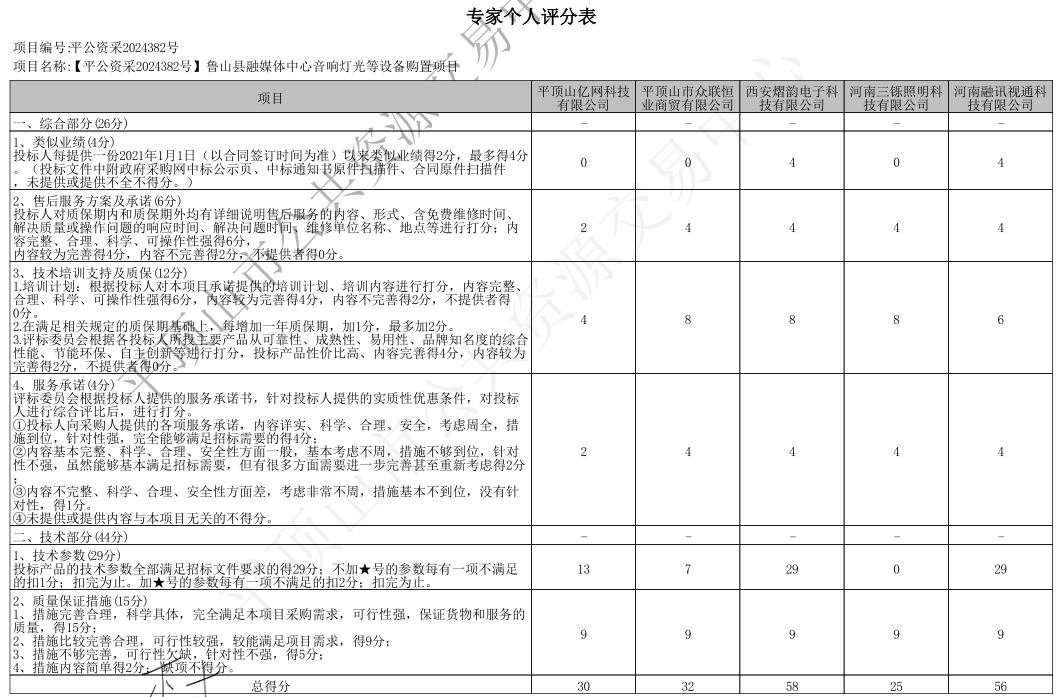 专家个人评分表
项目编号:平公资采2024382号
项目名称:【平公资采2024382号】鲁山县融媒体中心音响灯光等设备购置项目
项目 平顶山亿网科技有限公司 平顶山市众联恒业商贸有限公司 西安熠韵电子科技有限公司 河南三铄照明科技有限公司 河南融讯视通科技有限公司
一、综合部分(26分) - - - - -
1、类似业绩(4分)
投标人每提供一份2021年1月1日（以合同签订时间为准）以来类似业绩得2分，最多得4分
。（投标文件中附政府采购网中标公示页、中标通知书原件扫描件、合同原件扫描件
，未提供或提供不全不得分。）
0 0 4 0 4
2、售后服务方案及承诺(6分)
投标人对质保期内和质保期外均有详细说明售后服务的内容、形式、含免费维修时间、
解决质量或操作问题的响应时间、解决问题时间、维修单位名称、地点等进行打分；内
容完整、合理、科学、可操作性强得6分，
内容较为完善得4分，内容不完善得2分，不提供者得0分。
2 4 4 4 4
3、技术培训支持及质保(12分)
1.培训计划：根据投标人对本项目承诺提供的培训计划、培训内容进行打分，内容完整、
合理、科学、可操作性强得6分，内容较为完善得4分，内容不完善得2分，不提供者得
0分。
2.在满足相关规定的质保期基础上，每增加一年质保期，加1分，最多加2分。
3.评标委员会根据各投标人所投主要产品从可靠性、成熟性、易用性、品牌知名度的综合
性能、节能环保、自主创新等进行打分，投标产品性价比高、内容完善得4分，内容较为
完善得2分，不提供者得0分。
4 8 8 8 6
4、服务承诺(4分)
评标委员会根据投标人提供的服务承诺书，针对投标人提供的实质性优惠条件，对投标
人进行综合评比后，进行打分。
①投标人向采购人提供的各项服务承诺，内容详实、科学、合理、安全，考虑周全，措
施到位，针对性强，完全能够满足招标需要的得4分；
②内容基本完整、科学、合理、安全性方面一般，基本考虑不周，措施不够到位，针对
性不强，虽然能够基本满足招标需要，但有很多方面需要进一步完善甚至重新考虑得2分
；
③内容不完整、科学、合理、安全性方面差，考虑非常不周，措施基本不到位，没有针
对性，得1分。
④未提供或提供内容与本项目无关的不得分。
2 4 4 4 4
二、技术部分(44分) - - - - -
1、技术参数(29分)
投标产品的技术参数全部满足招标文件要求的得29分；不加★号的参数每有一项不满足
的扣1分；扣完为止。加★号的参数每有一项不满足的扣2分；扣完为止。
13 7 29 0 29
2、质量保证措施(15分)
1、措施完善合理，科学具体，完全满足本项目采购需求，可行性强，保证货物和服务的
质量，得15分；
2、措施比较完善合理，可行性较强，较能满足项目需求，得9分；
3、措施不够完善，可行性欠缺，针对性不强，得5分；
4、措施内容简单得2分；缺项不得分。
9 9 9 9 9
总得分 30 32 58 25 56
平顶山市公共资源交易中
平顶山市公共资源交易中心